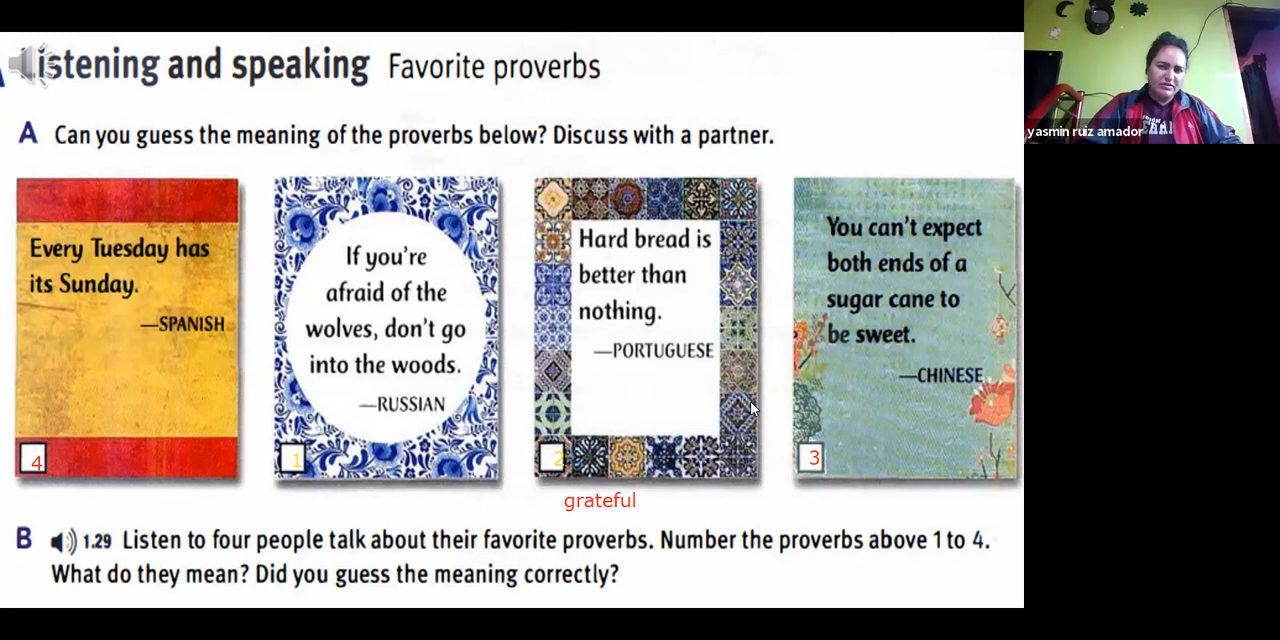 Listening and speaking Favorite proverbs
yasmin ruiz amador
A Can you guess the meaning of the proverbs below? Discuss with a partner.
Every Tuesday has
its Sunday.
—SPANISH
4
If you're
afraid of the
wolves, don't go
into the woods.
—RUSSIAN
1
Hard bread is
better than
nothing.
—PORTUGUESE
2
grateful
You can't expect
both ends of a
sugar cane to
be sweet.
—CHINESE
3
B 1.29 Listen to four people talk about their favorite proverbs. Number the proverbs above 1 to 4.
What do they mean? Did you guess the meaning correctly?